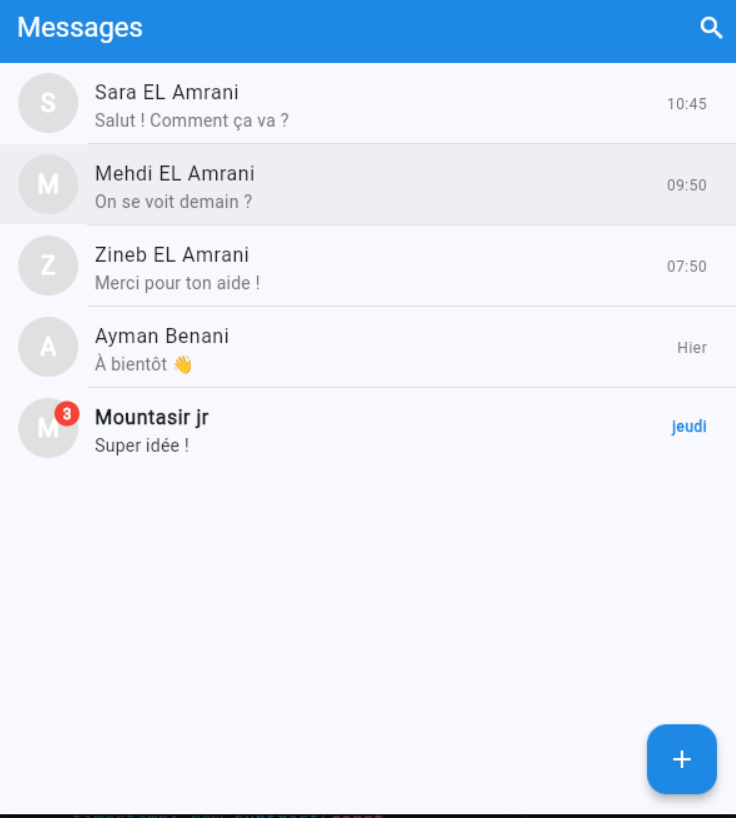 Messages
S
Sara EL Amrani
10:45
Salut ! Comment ça va ?
M
Mehdi EL Amrani
09:50
On se voit demain ?
Z
Zineb EL Amrani
07:50
Merci pour ton aide !
A
Ayman Benani
Hier
À bientôt 👋
M
3
Mountasir jr
jeudi
Super idée !
+